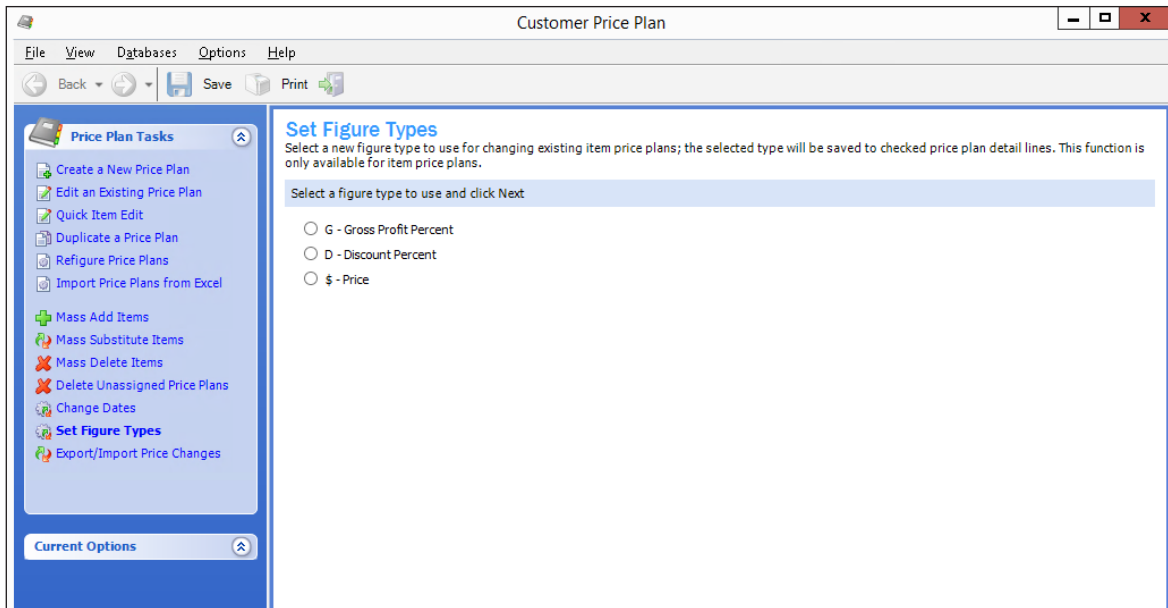 Customer Price Plan
File View Databases Options Help
Back Save Print
Price Plan Tasks
Create a New Price Plan
Edit an Existing Price Plan
Quick Item Edit
Duplicate a Price Plan
Refigure Price Plans
Import Price Plans from Excel
Mass Add Items
Mass Substitute Items
Mass Delete Items
Delete Unassigned Price Plans
Change Dates
Set Figure Types
Export/Import Price Changes
Current Options
Set Figure Types
Select a new figure type to use for changing existing item price plans; the selected type will be saved to checked price plan detail lines. This function is
only available for item price plans.
Select a figure type to use and click Next
G - Gross Profit Percent
D - Discount Percent
$ - Price